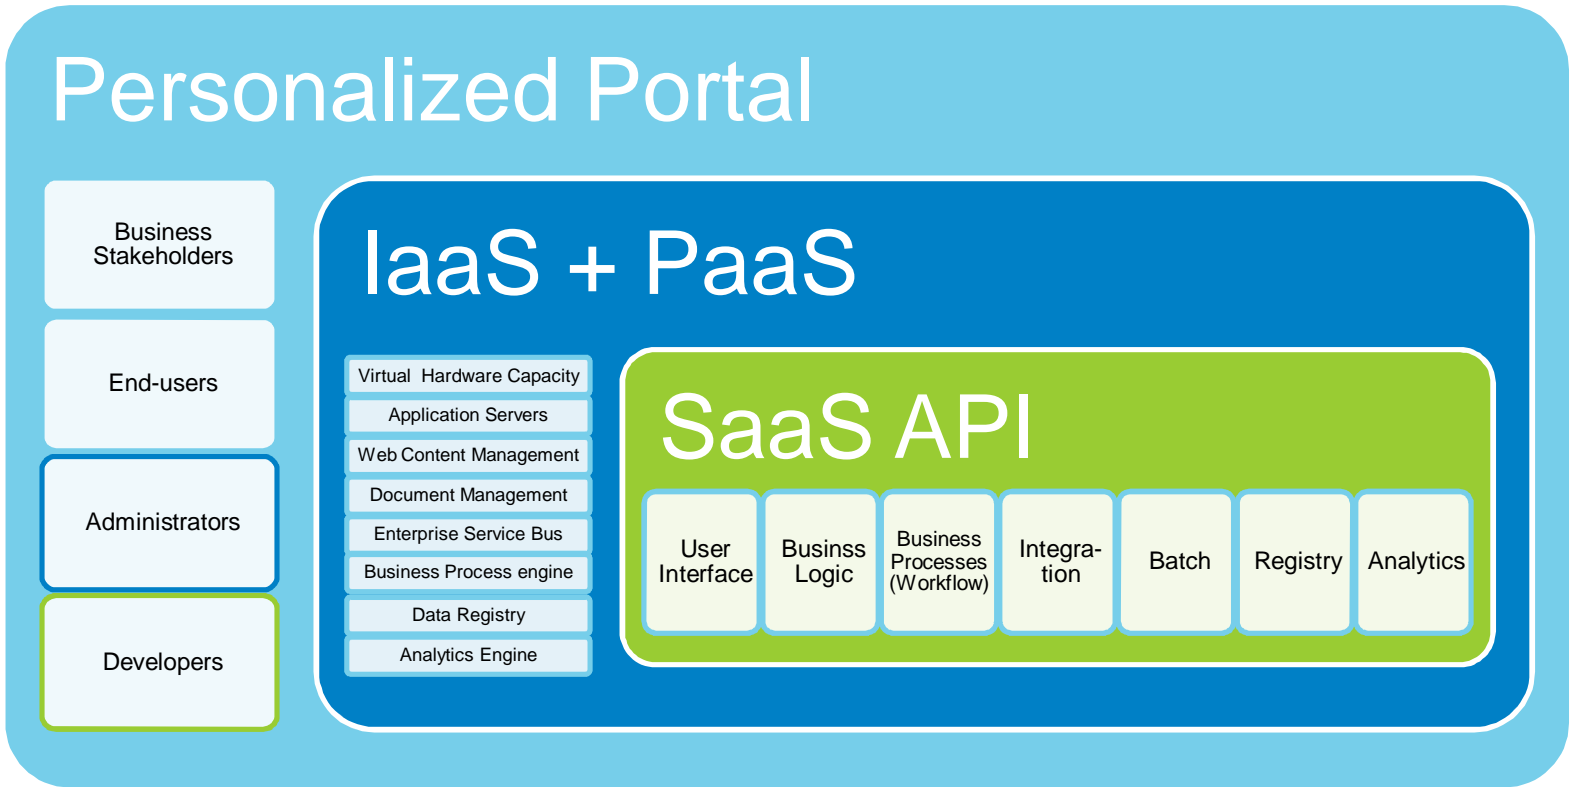 Personalized Portal
Business
Stakeholders
End-users
Administrators
Developers
IaaS + PaaS
Virtual Hardware Capacity
Application Servers
Web Content Management
Document Management
Enterprise Service Bus
Business Process engine
Data Registry
Analytics Engine
SaaS API
User
Interface
Businss
Logic
Business
Processes
(Workflow)
Integra-
tion
Batch
Registry
Analytics